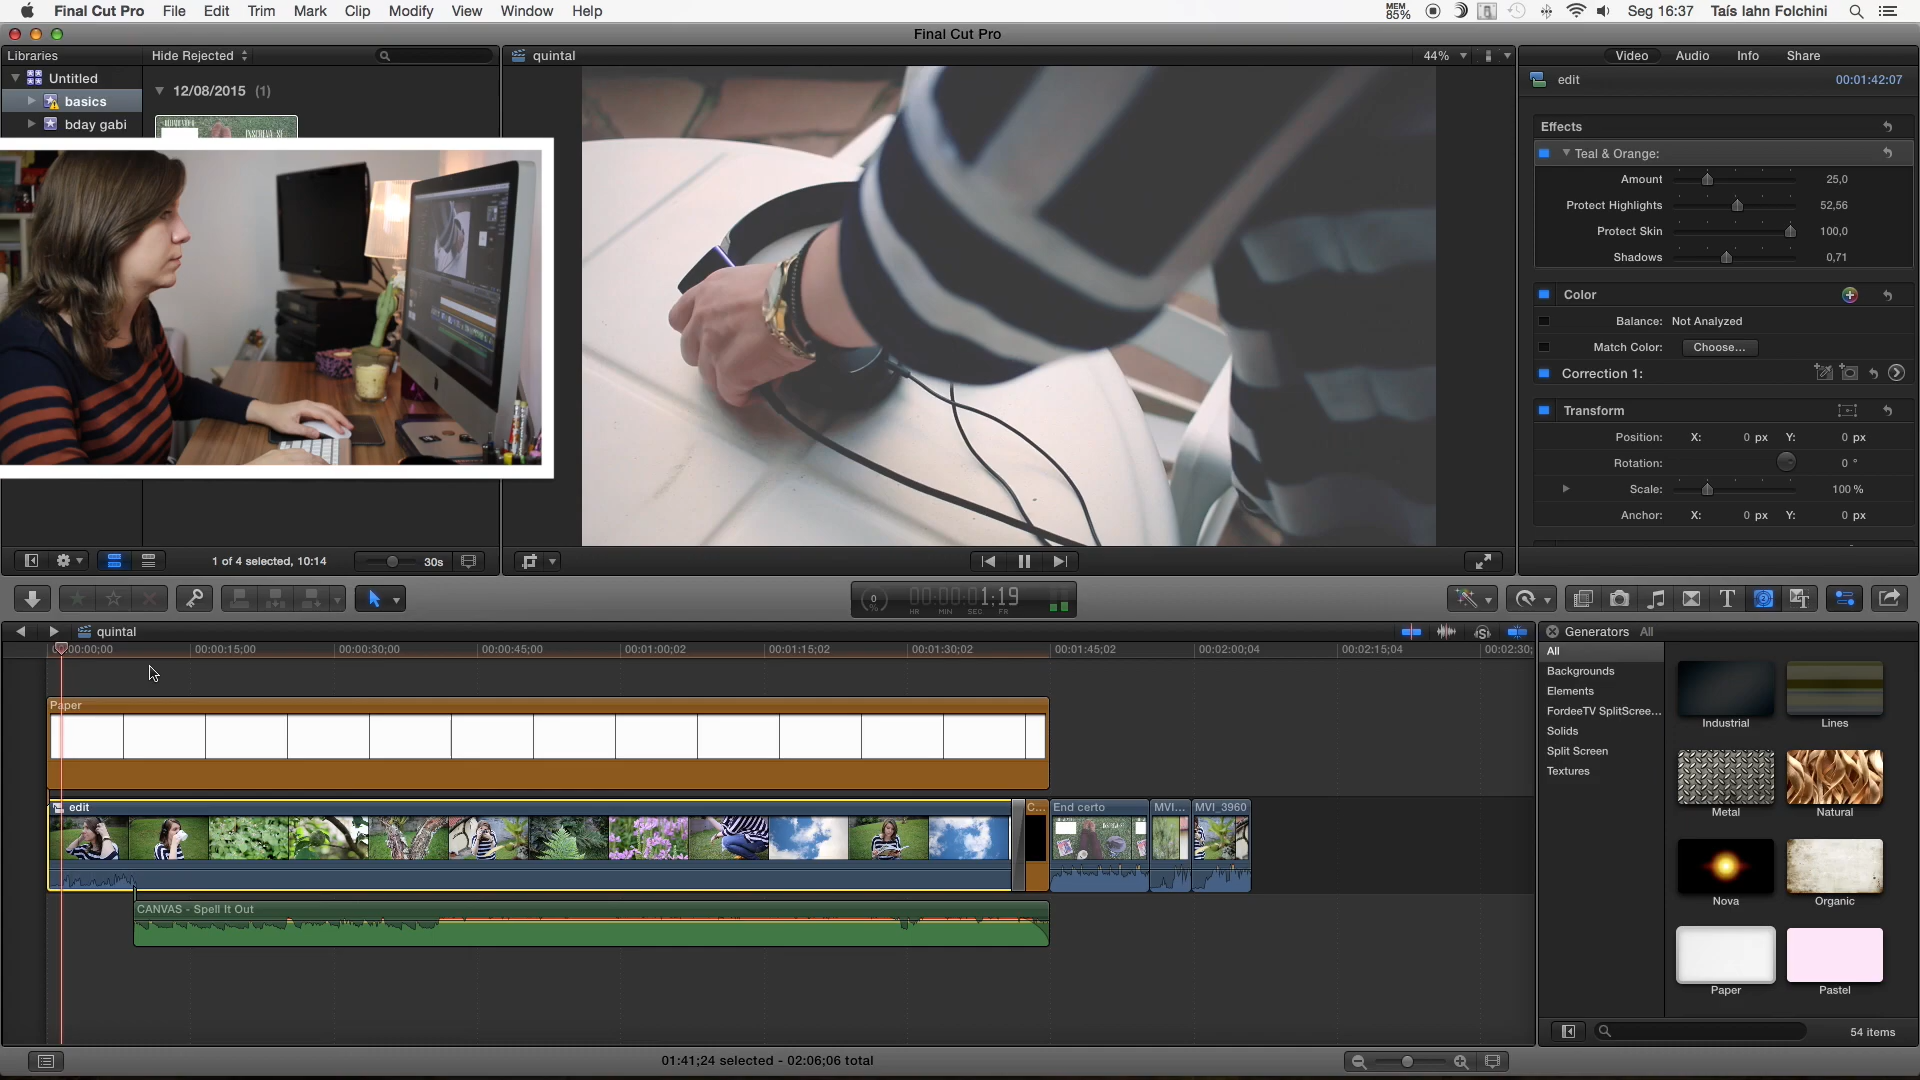 Final Cut Pro File Edit Trim Mark Clip Modify View Window Help MEM 85% Seg 16:37 Taís Iahn Folchini
Final Cut Pro
Libraries Hide Rejected quintal 44% Video Audio Info Share
Untitled
basics
bday gabi
12/08/2015 (1)
edit 00:01:42:07
Effects
Teal & Orange:
Amount 25,0
Protect Highlights 52,56
Protect Skin 100,0
Shadows 0,71
Color
Balance: Not Analyzed
Match Color: Choose...
Correction 1:
Transform
Position: X: 0 px Y: 0 px
Rotation: 0 °
Scale: 100 %
Anchor: X: 0 px Y: 0 px
1 of 4 selected, 10:14 30s
0 % 00:00:01:19
HR MIN SEC FR
quintal
00:00:00;00 00:00:15;00 00:00:30;00 00:00:45;00 00:01:00;02 00:01:15;02 00:01:30;02 00:01:45;02 00:02:00;04 00:02:15;04 00:02:30;
Paper
edit C... End certo MVI... MVI_3960
CANVAS - Spell It Out
Generators All
All
Backgrounds
Elements
FordeeTV SplitScree...
Solids
Split Screen
Textures
Industrial Lines
Metal Natural
Nova Organic
Paper Pastel
54 items
01:41;24 selected - 02:06;06 total